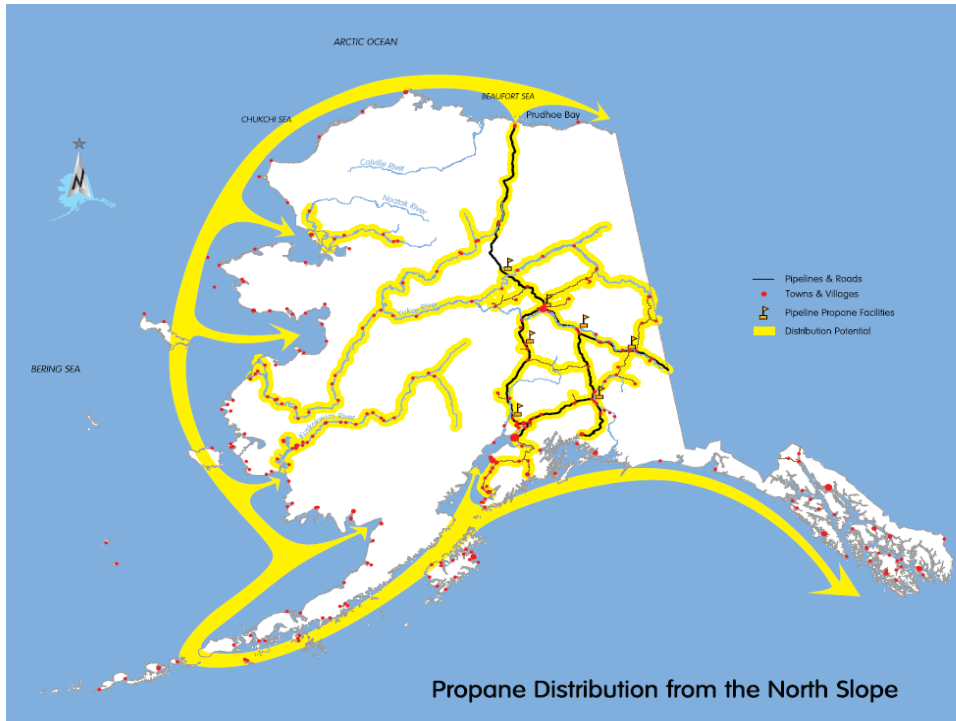 ARCTIC OCEAN
BEAUFORT SEA
Prudhoe Bay
CHUKCHI SEA
Colville River
N
Noatak River
Pipelines & Roads
Towns & Villages
Yukon River
Pipeline Propane Facilities
Distribution Potential
BERING SEA
Kuskokwim River
Propane Distribution from the North Slope